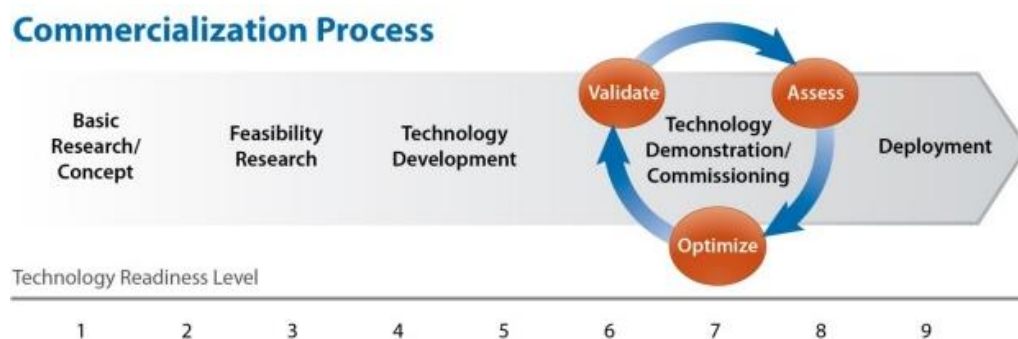 Commercialization Process
Basic
Research/
Concept
Feasibility
Research
Technology
Development
Validate
Assess
Technology
Demonstration/
Commissioning
Optimize
Deployment
Technology Readiness Level
1 2 3 4 5 6 7 8 9